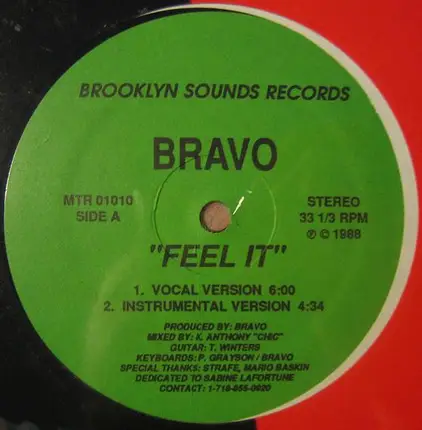 BROOKLYN SOUNDS RECORDS
BRAVO
MTR 01010
SIDE A
STEREO
33 1/3 RPM
℗ © 1988
"FEEL IT"
1. VOCAL VERSION 6:00
2. INSTRUMENTAL VERSION 4:34
PRODUCED BY: BRAVO
MIXED BY: K. ANTHONY "CHIC"
GUITAR: T. WINTERS
KEYBOARDS: P. GRAYSON / BRAVO
SPECIAL THANKS: STRAFE, MARIO BASKIN
DEDICATED TO SABINE LAFORTUNE
CONTACT: 1-718-855-0820